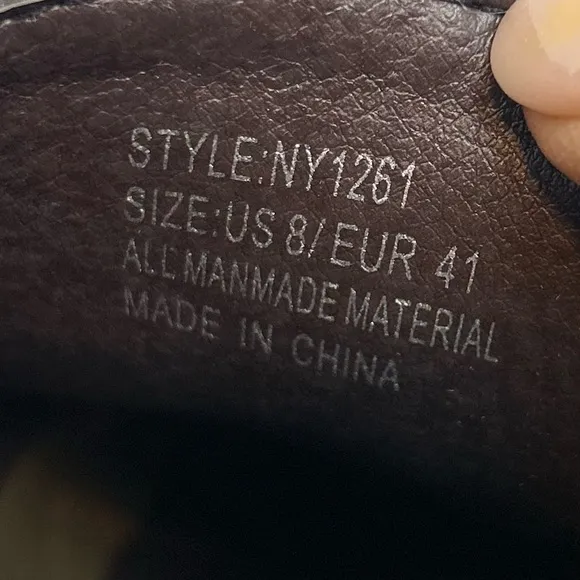 STYLE:NY1261
SIZE:US 8/EUR 41
ALL MANMADE MATERIAL
MADE IN CHINA